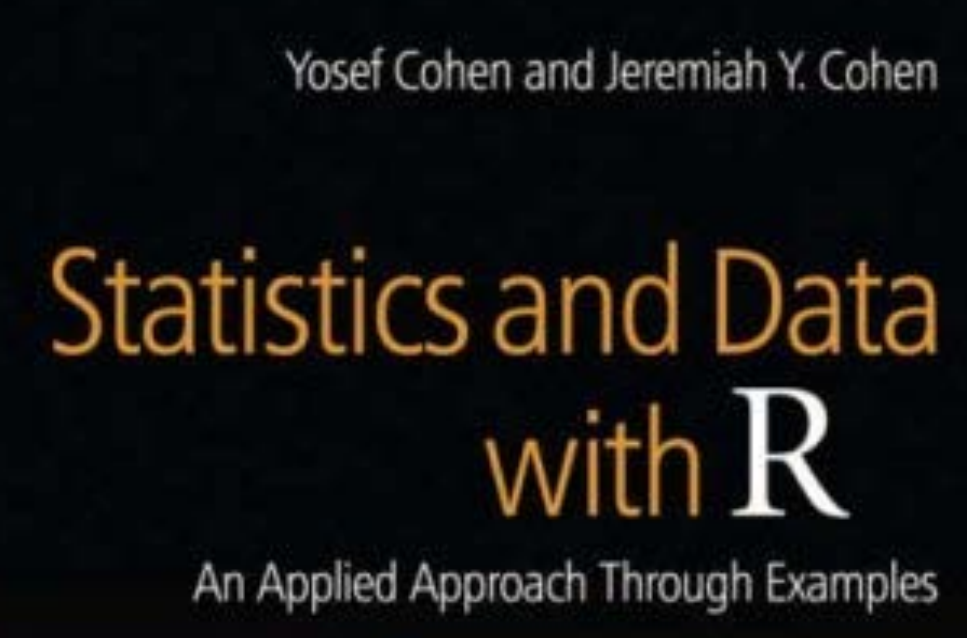 Yosef Cohen and Jeremiah Y. Cohen
Statistics and Data
with R
An Applied Approach Through Examples